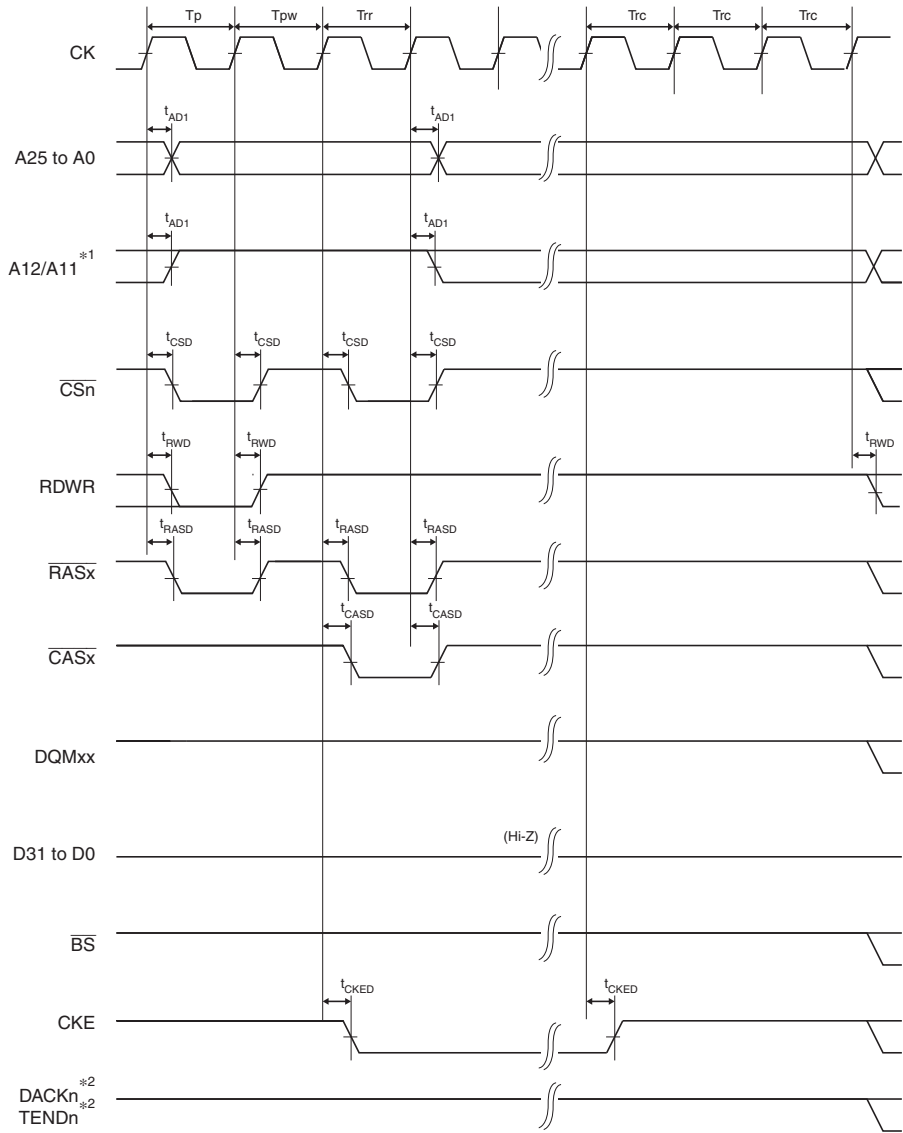 Tp Tpw Trr Trc Trc Trc
CK
tAD1 tAD1
A25 to A0
tAD1 tAD1
A12/A11 *1
tCSD tCSD tCSD tCSD
CSn
tRWD tRWD tRWD
RDWR
tRASD tRASD tRASD tRASD
RASx
tCASD tCASD
CASx
DQMxx
(Hi-Z)
D31 to D0
BS
tCKED tCKED
CKE
DACKn *2
TENDn *2